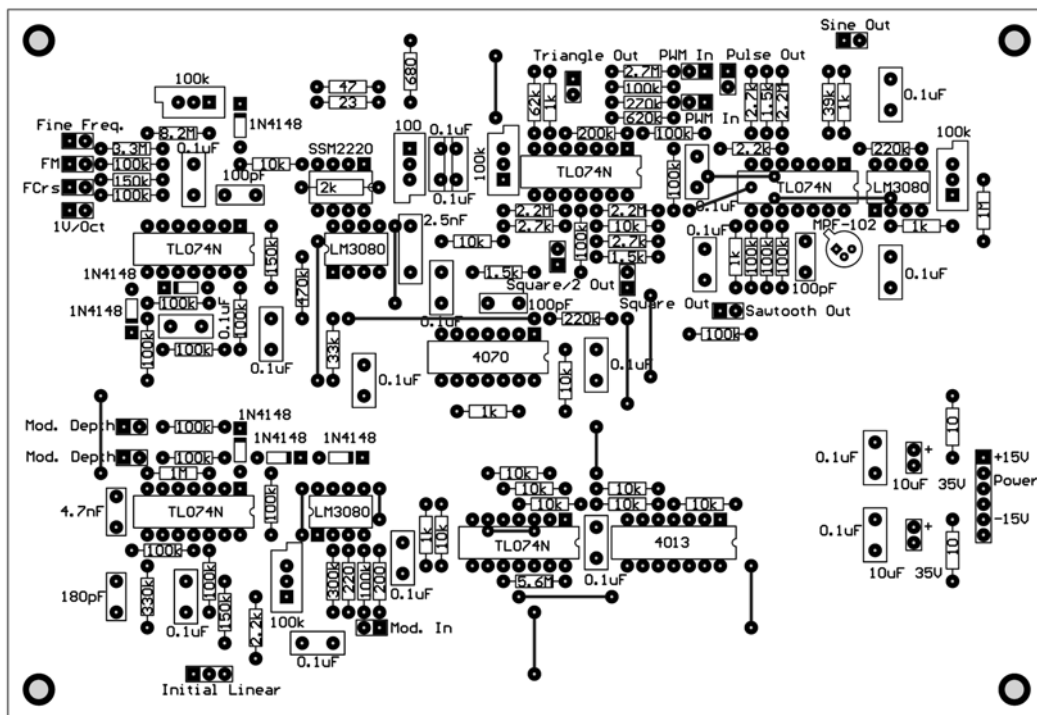 Sine Out
Triangle Out
PWM In
Pulse Out
680
47
23
2.7M
100k
270k
620k
PWM In
62k
1k
2.7k
1.5k
2.2M
39k
1k
0.1uF
100k
1N4148
Fine Freq.
8.2M
3.3M
0.1uF
FM
100k
150k
FCrs
100k
1V/Oct
10k
100pF
SSM2220
2k
100
0.1uF
0.1uF
100k
200k
100k
TL074N
100k
0.1uF
2.2k
220k
TL074N
LM3080
100k
1M
TL074N
150k
LM3080
2.5nF
10k
2.2M
2.7k
100k
2.2M
10k
2.7k
1.5k
0.1uF
1k
100k
100k
100k
MPF-102
100pF
1k
0.1uF
1N4148
1N4148
100k
100k
0.1uF
100k
100k
0.1uF
470k
33k
0.1uF
0.1uF
1.5k
Square/2 Out
100pF
Square Out
220k
4070
10k
0.1uF
1k
Sawtooth Out
100k
Mod. Depth
100k
1N4148
Mod. Depth
100k
1N4148
1N4148
1M
4.7nF
TL074N
100k
LM3080
100k
180pF
330k
0.1uF
100k
150k
2.2k
100k
0.1uF
300k
220
100k
200
Mod. In
0.1uF
1k
10k
10k
10k
10k
10k
10k
TL074N
5.6M
0.1uF
4013
0.1uF
10uF
+
35V
10
+15V
Power
-15V
0.1uF
10uF
+
35V
10
Initial Linear